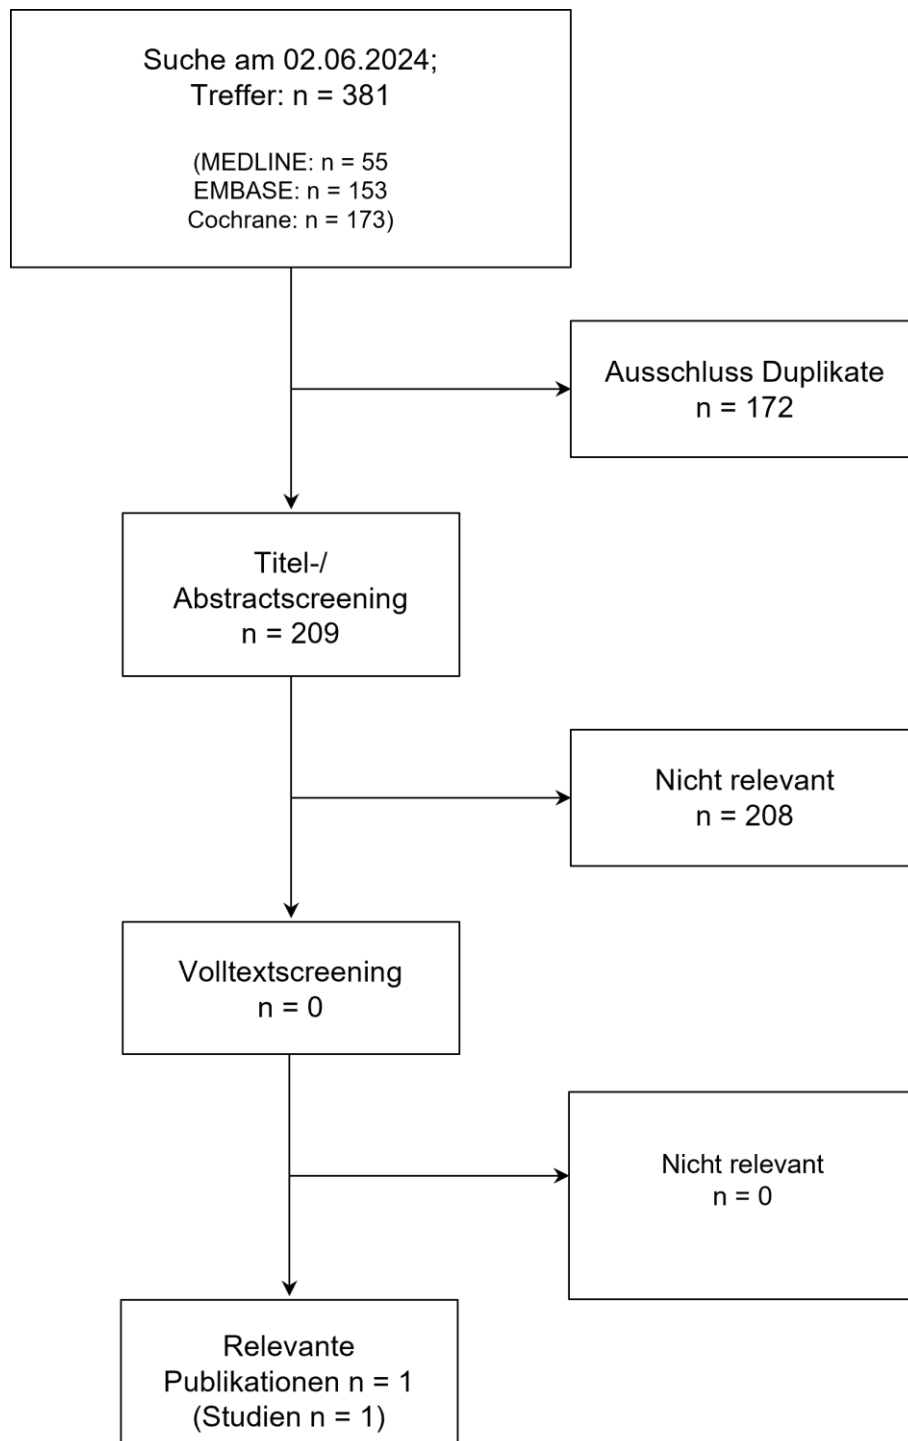 Suche am 02.06.2024;
Treffer: n = 381
(MEDLINE: n = 55
EMBASE: n = 153
Cochrane: n = 173)
Ausschluss Duplikate
n = 172
Titel-/
Abstractscreening
n = 209
Nicht relevant
n = 208
Volltextscreening
n = 0
Nicht relevant
n = 0
Relevante
Publikationen n = 1
(Studien n = 1)